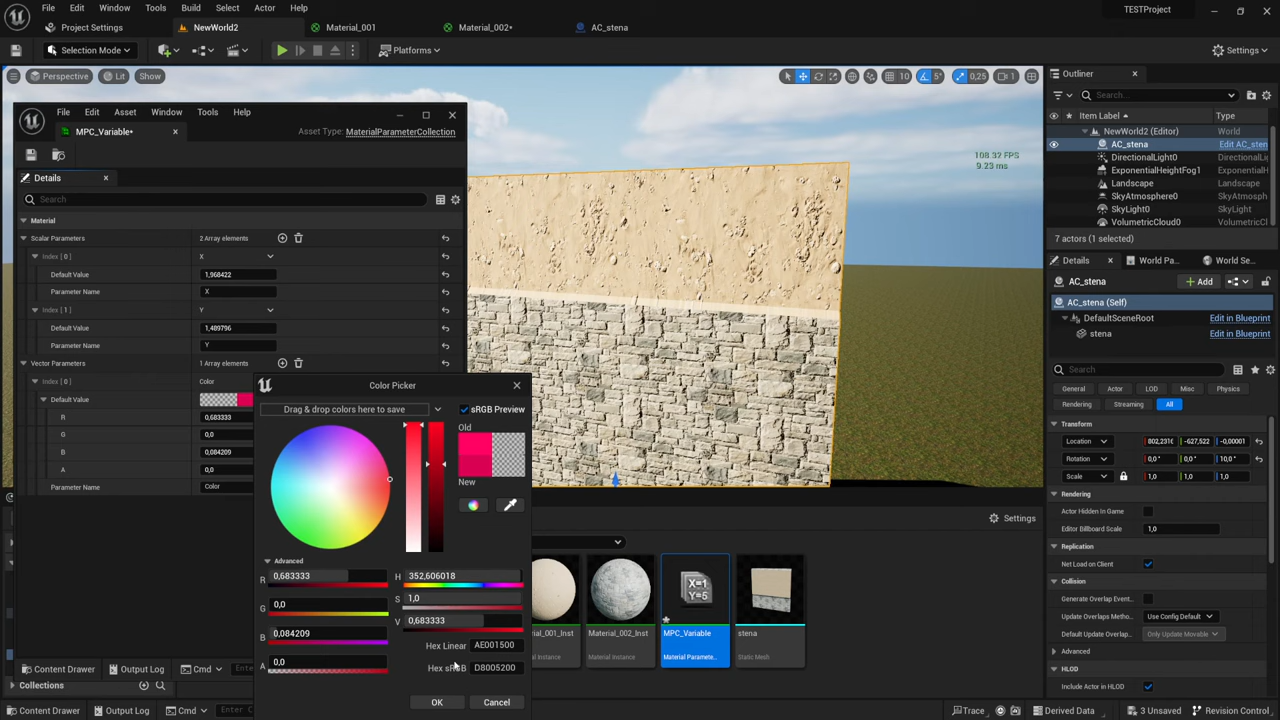 File Edit Window Tools Build Select Actor Help
TESTProject
Project Settings NewWorld2 Material_001 Material_002* AC_stena
Selection Mode Platforms Settings
Perspective Lit Show 10 5° 0,25 1
Outliner
Search...
Item Label Type
NewWorld2 (Editor) World
AC_stena Edit AC_sten
DirectionalLight0 DirectionalLi
ExponentialHeightFog1 ExponentialH
Landscape Landscape
SkyAtmosphere0 SkyAtmosphere
SkyLight0 SkyLight
VolumetricCloud0 VolumetricCl
7 actors (1 selected)
108.32 FPS
9.23 ms
File Edit Asset Window Tools Help
MPC_Variable* Asset Type: MaterialParameterCollection
Details
Search
Material
Scalar Parameters 2 Array elements
Index [ 0 ] X
Default Value 1,968422
Parameter Name X
Index [ 1 ] Y
Default Value 1,489796
Parameter Name Y
Vector Parameters 1 Array elements
Index [ 0 ] Color
Default Value
R 0,683333
G 0,0
B 0,084209
A 0,0
Parameter Name Color
Color Picker
Drag & drop colors here to save sRGB Preview
Old
New
Advanced
R 0,683333 H 352,606018
G 0,0 S 1,0
B 0,084209 V 0,683333
A 0,0
Hex Linear AE001500
Hex sRGB D8005200
OK Cancel
Settings
_001_Inst Material_002_Inst MPC_Variable stena
Instance Material Instance Material Paramete... Static Mesh
Details World Pa... World Se...
AC_stena Add
AC_stena (Self)
DefaultSceneRoot Edit in Blueprint
stena Edit in Blueprint
Search
General Actor LOD Misc Physics
Rendering Streaming All
Transform
Location 802,2310 -627,522 -0,00001
Rotation 0,0° 0,0° 10,0°
Scale 1,0 1,0 1,0
Rendering
Actor Hidden In Game
Editor Billboard Scale 1,0
Replication
Net Load on Client
Collision
Generate Overlap Event
Update Overlaps Metho... Use Config Default
Default Update Overlap... Only Update Movable
Advanced
HLOD
Include Actor in HLOD
Content Drawer Output Log Cmd Enter
Collections
Content Drawer Output Log Cmd Enter C
Trace Derived Data 3 Unsaved Revision Control